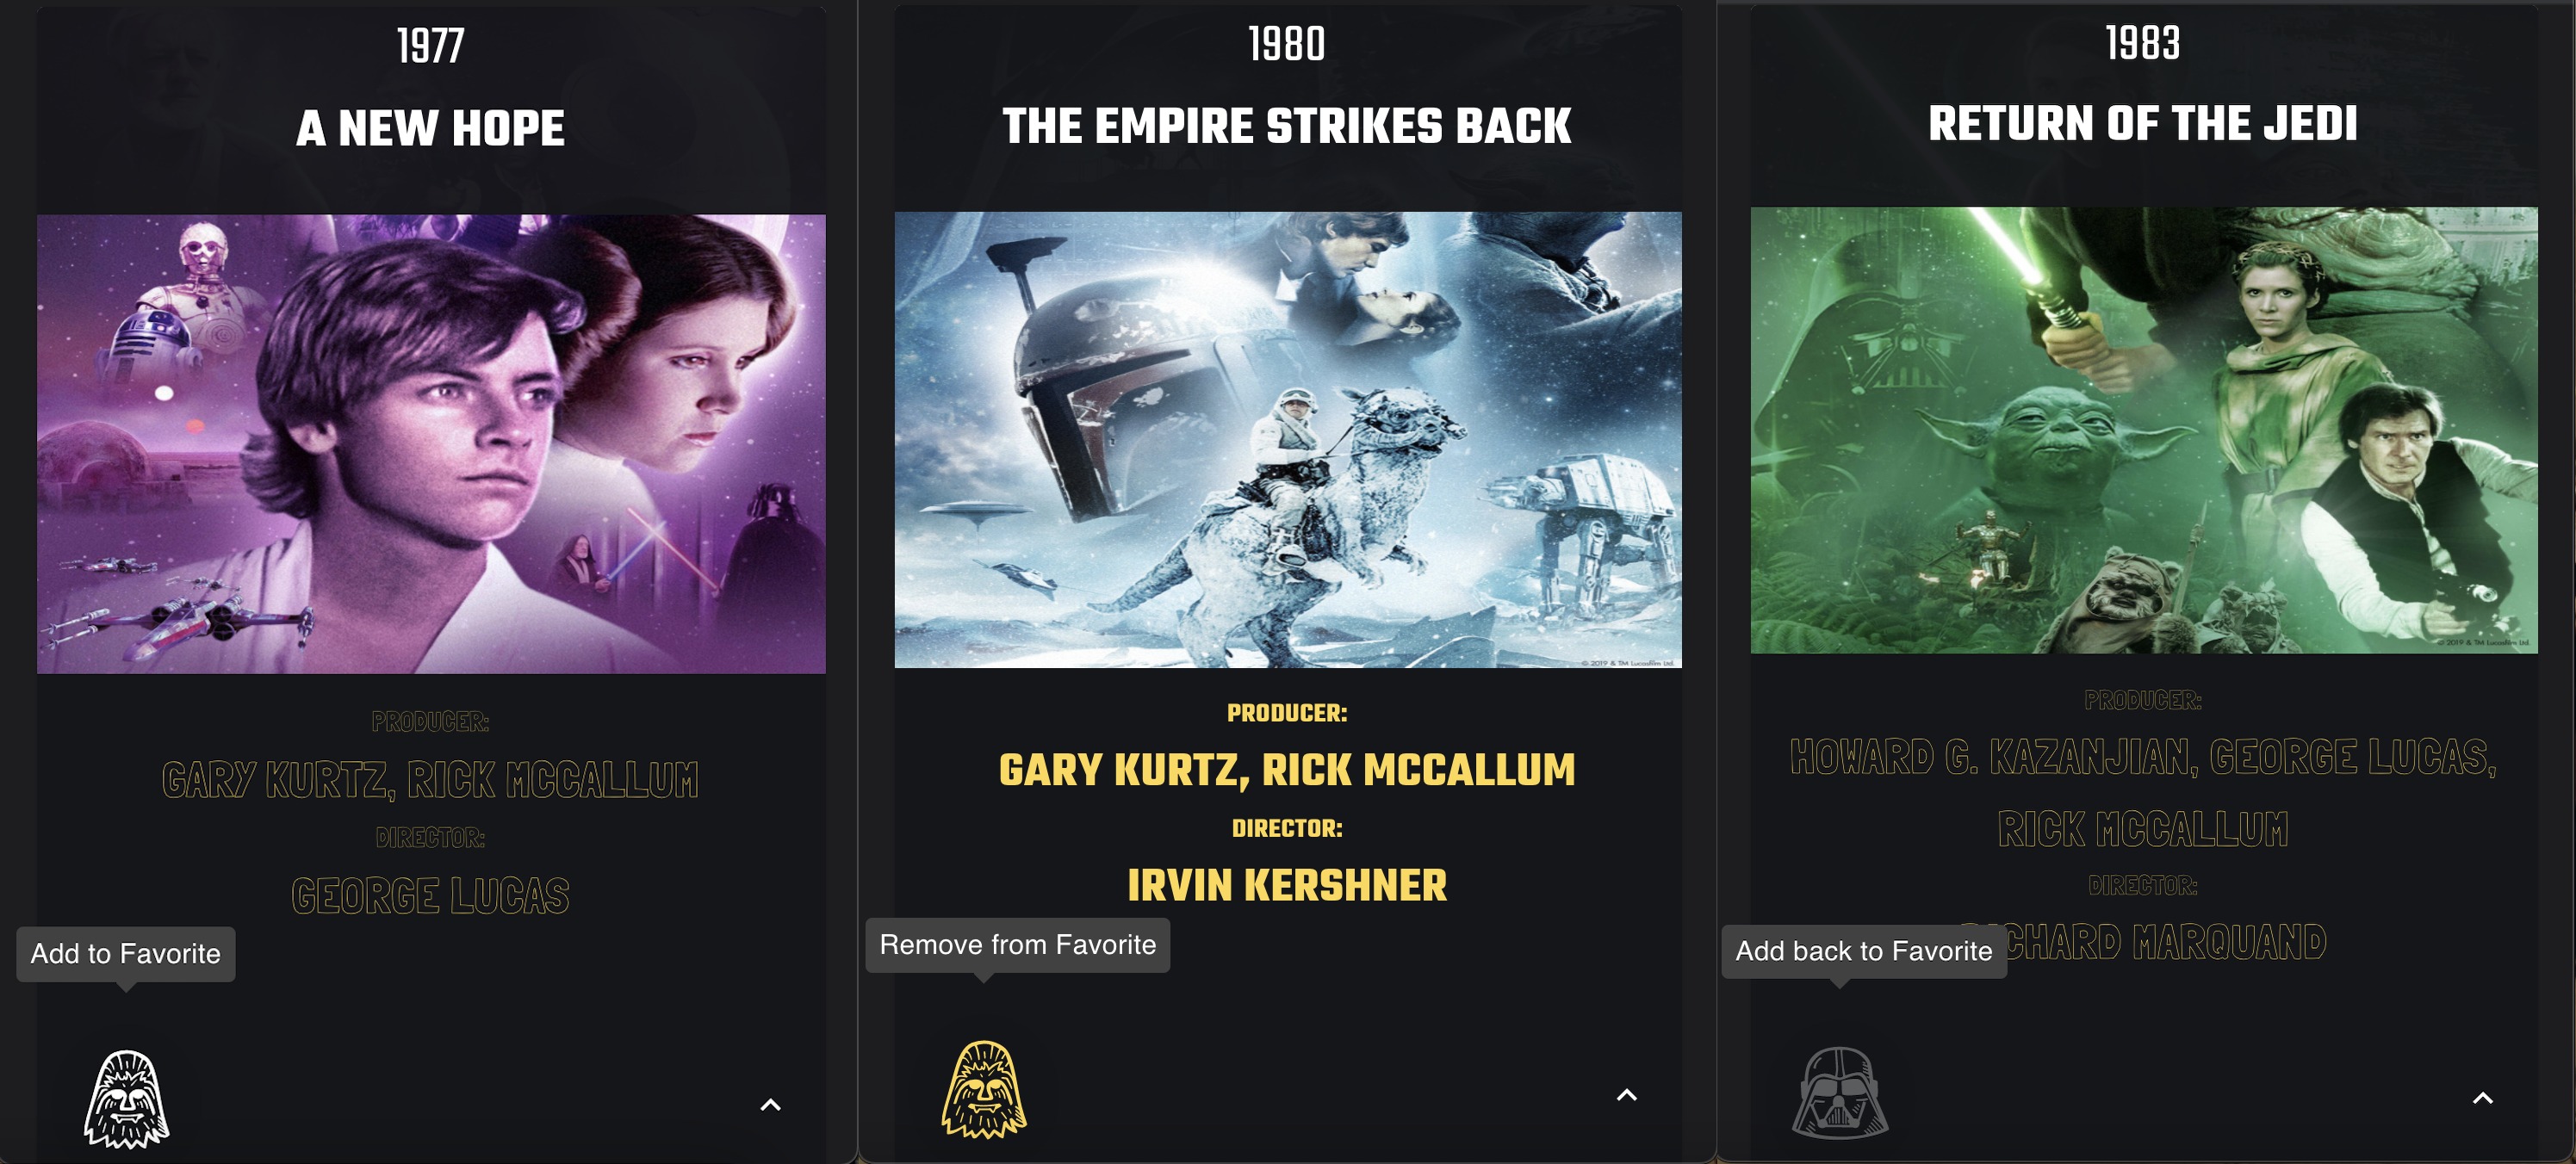 1977
A NEW HOPE
PRODUCER:
GARY KURTZ, RICK MCCALLUM
DIRECTOR:
GEORGE LUCAS
Add to Favorite
1980
THE EMPIRE STRIKES BACK
© 2019 & TM Lucasfilm Ltd.
PRODUCER:
GARY KURTZ, RICK MCCALLUM
DIRECTOR:
IRVIN KERSHNER
Remove from Favorite
1983
RETURN OF THE JEDI
© 2019 & TM Lucasfilm Ltd.
PRODUCER:
HOWARD G. KAZANJIAN, GEORGE LUCAS,
RICK MCCALLUM
DIRECTOR:
RICHARD MARQUAND
Add back to Favorite